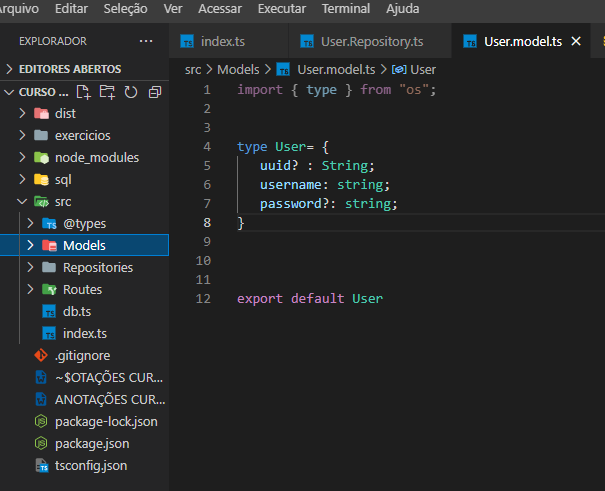 Arquivo Editar Seleção Ver Acessar Executar Terminal Ajuda
EXPLORADOR ···
index.ts User.Repository.ts User.model.ts
EDITORES ABERTOS
src > Models > User.model.ts > User
CURSO ...
dist
exercicios
node_modules
sql
src
@types
Models
Repositories
Routes
db.ts
index.ts
.gitignore
~$OTAÇÕES CUR...
ANOTAÇÕES CUR...
package-lock.json
package.json
tsconfig.json
1 import { type } from "os";
2
3
4 type User= {
5 uuid? : String;
6 username: string;
7 password?: string;
8 }
9
10
11
12 export default User